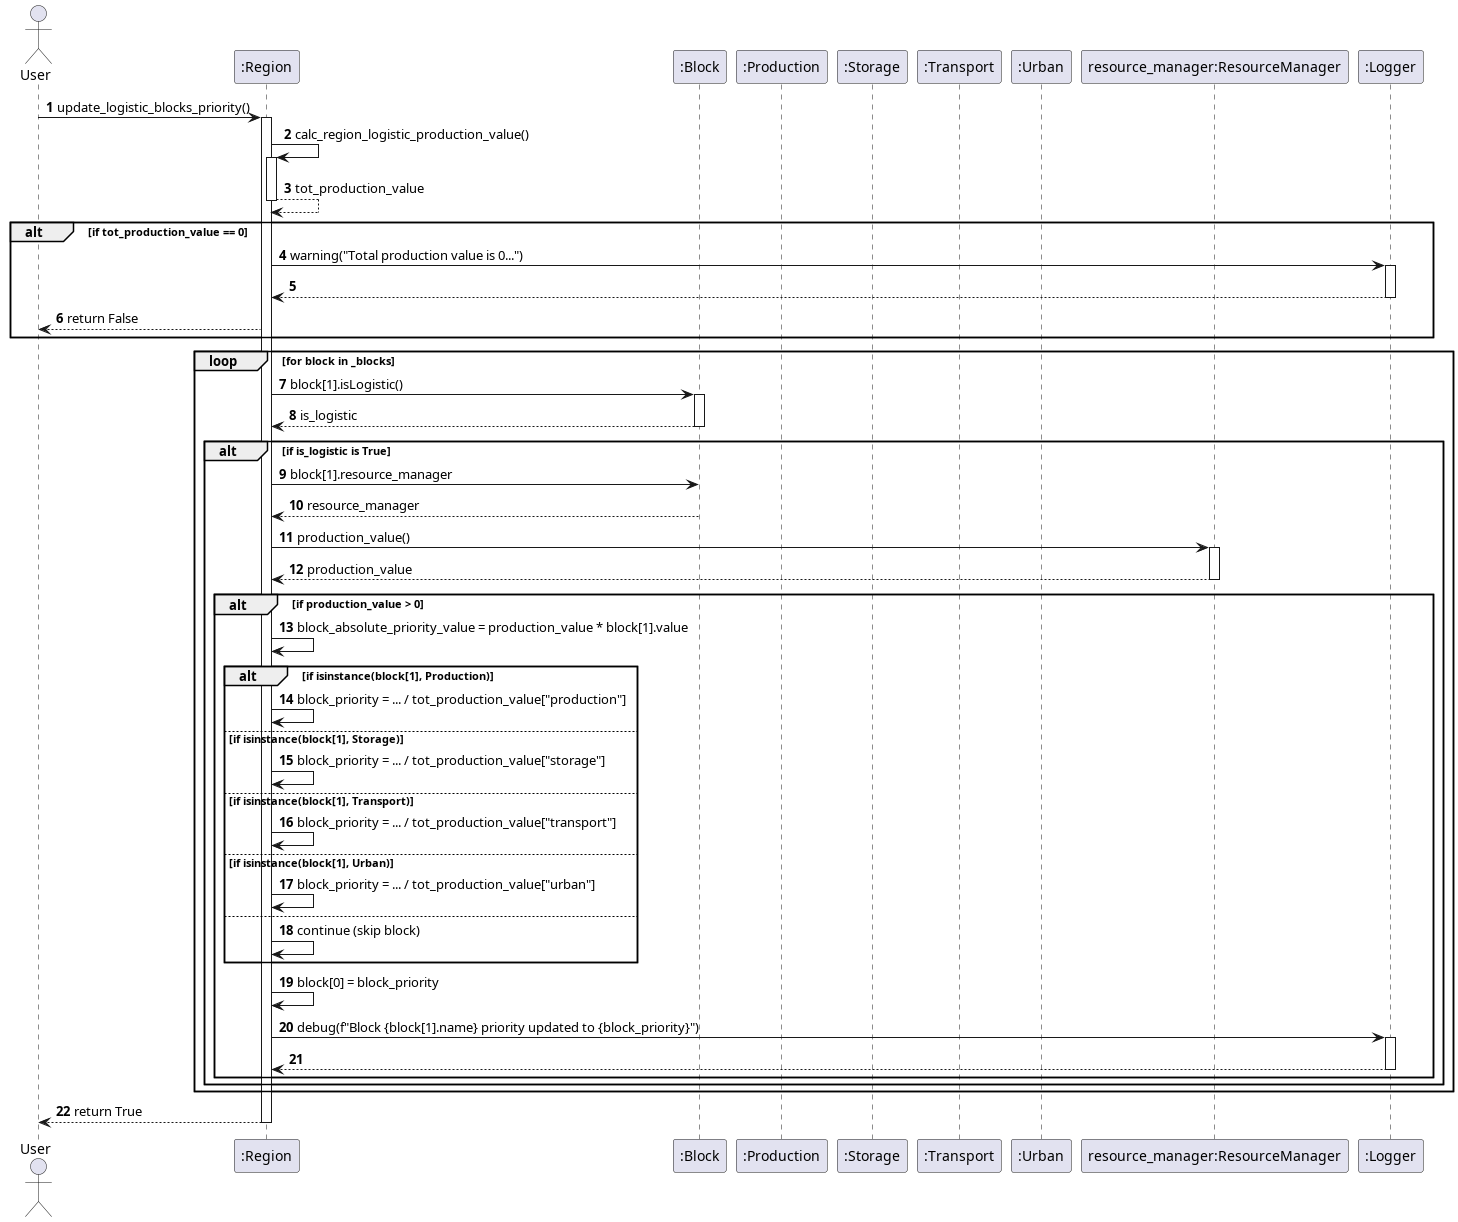 User
:Region
:Block
:Production
:Storage
:Transport
:Urban
resource_manager:ResourceManager
:Logger
1 update_logistic_blocks_priority()
2 calc_region_logistic_production_value()
3 tot_production_value
alt [if tot_production_value == 0]
4 warning("Total production value is 0...")
5
6 return False
loop [for block in _blocks]
7 block[1].isLogistic()
8 is_logistic
alt [if is_logistic is True]
9 block[1].resource_manager
10 resource_manager
11 production_value()
12 production_value
alt [if production_value > 0]
13 block_absolute_priority_value = production_value * block[1].value
alt [if isinstance(block[1], Production)]
14 block_priority = ... / tot_production_value["production"]
[if isinstance(block[1], Storage)]
15 block_priority = ... / tot_production_value["storage"]
[if isinstance(block[1], Transport)]
16 block_priority = ... / tot_production_value["transport"]
[if isinstance(block[1], Urban)]
17 block_priority = ... / tot_production_value["urban"]
18 continue (skip block)
19 block[0] = block_priority
20 debug(f"Block {block[1].name} priority updated to {block_priority}")
21
22 return True
User
:Region
:Block
:Production
:Storage
:Transport
:Urban
resource_manager:ResourceManager
:Logger